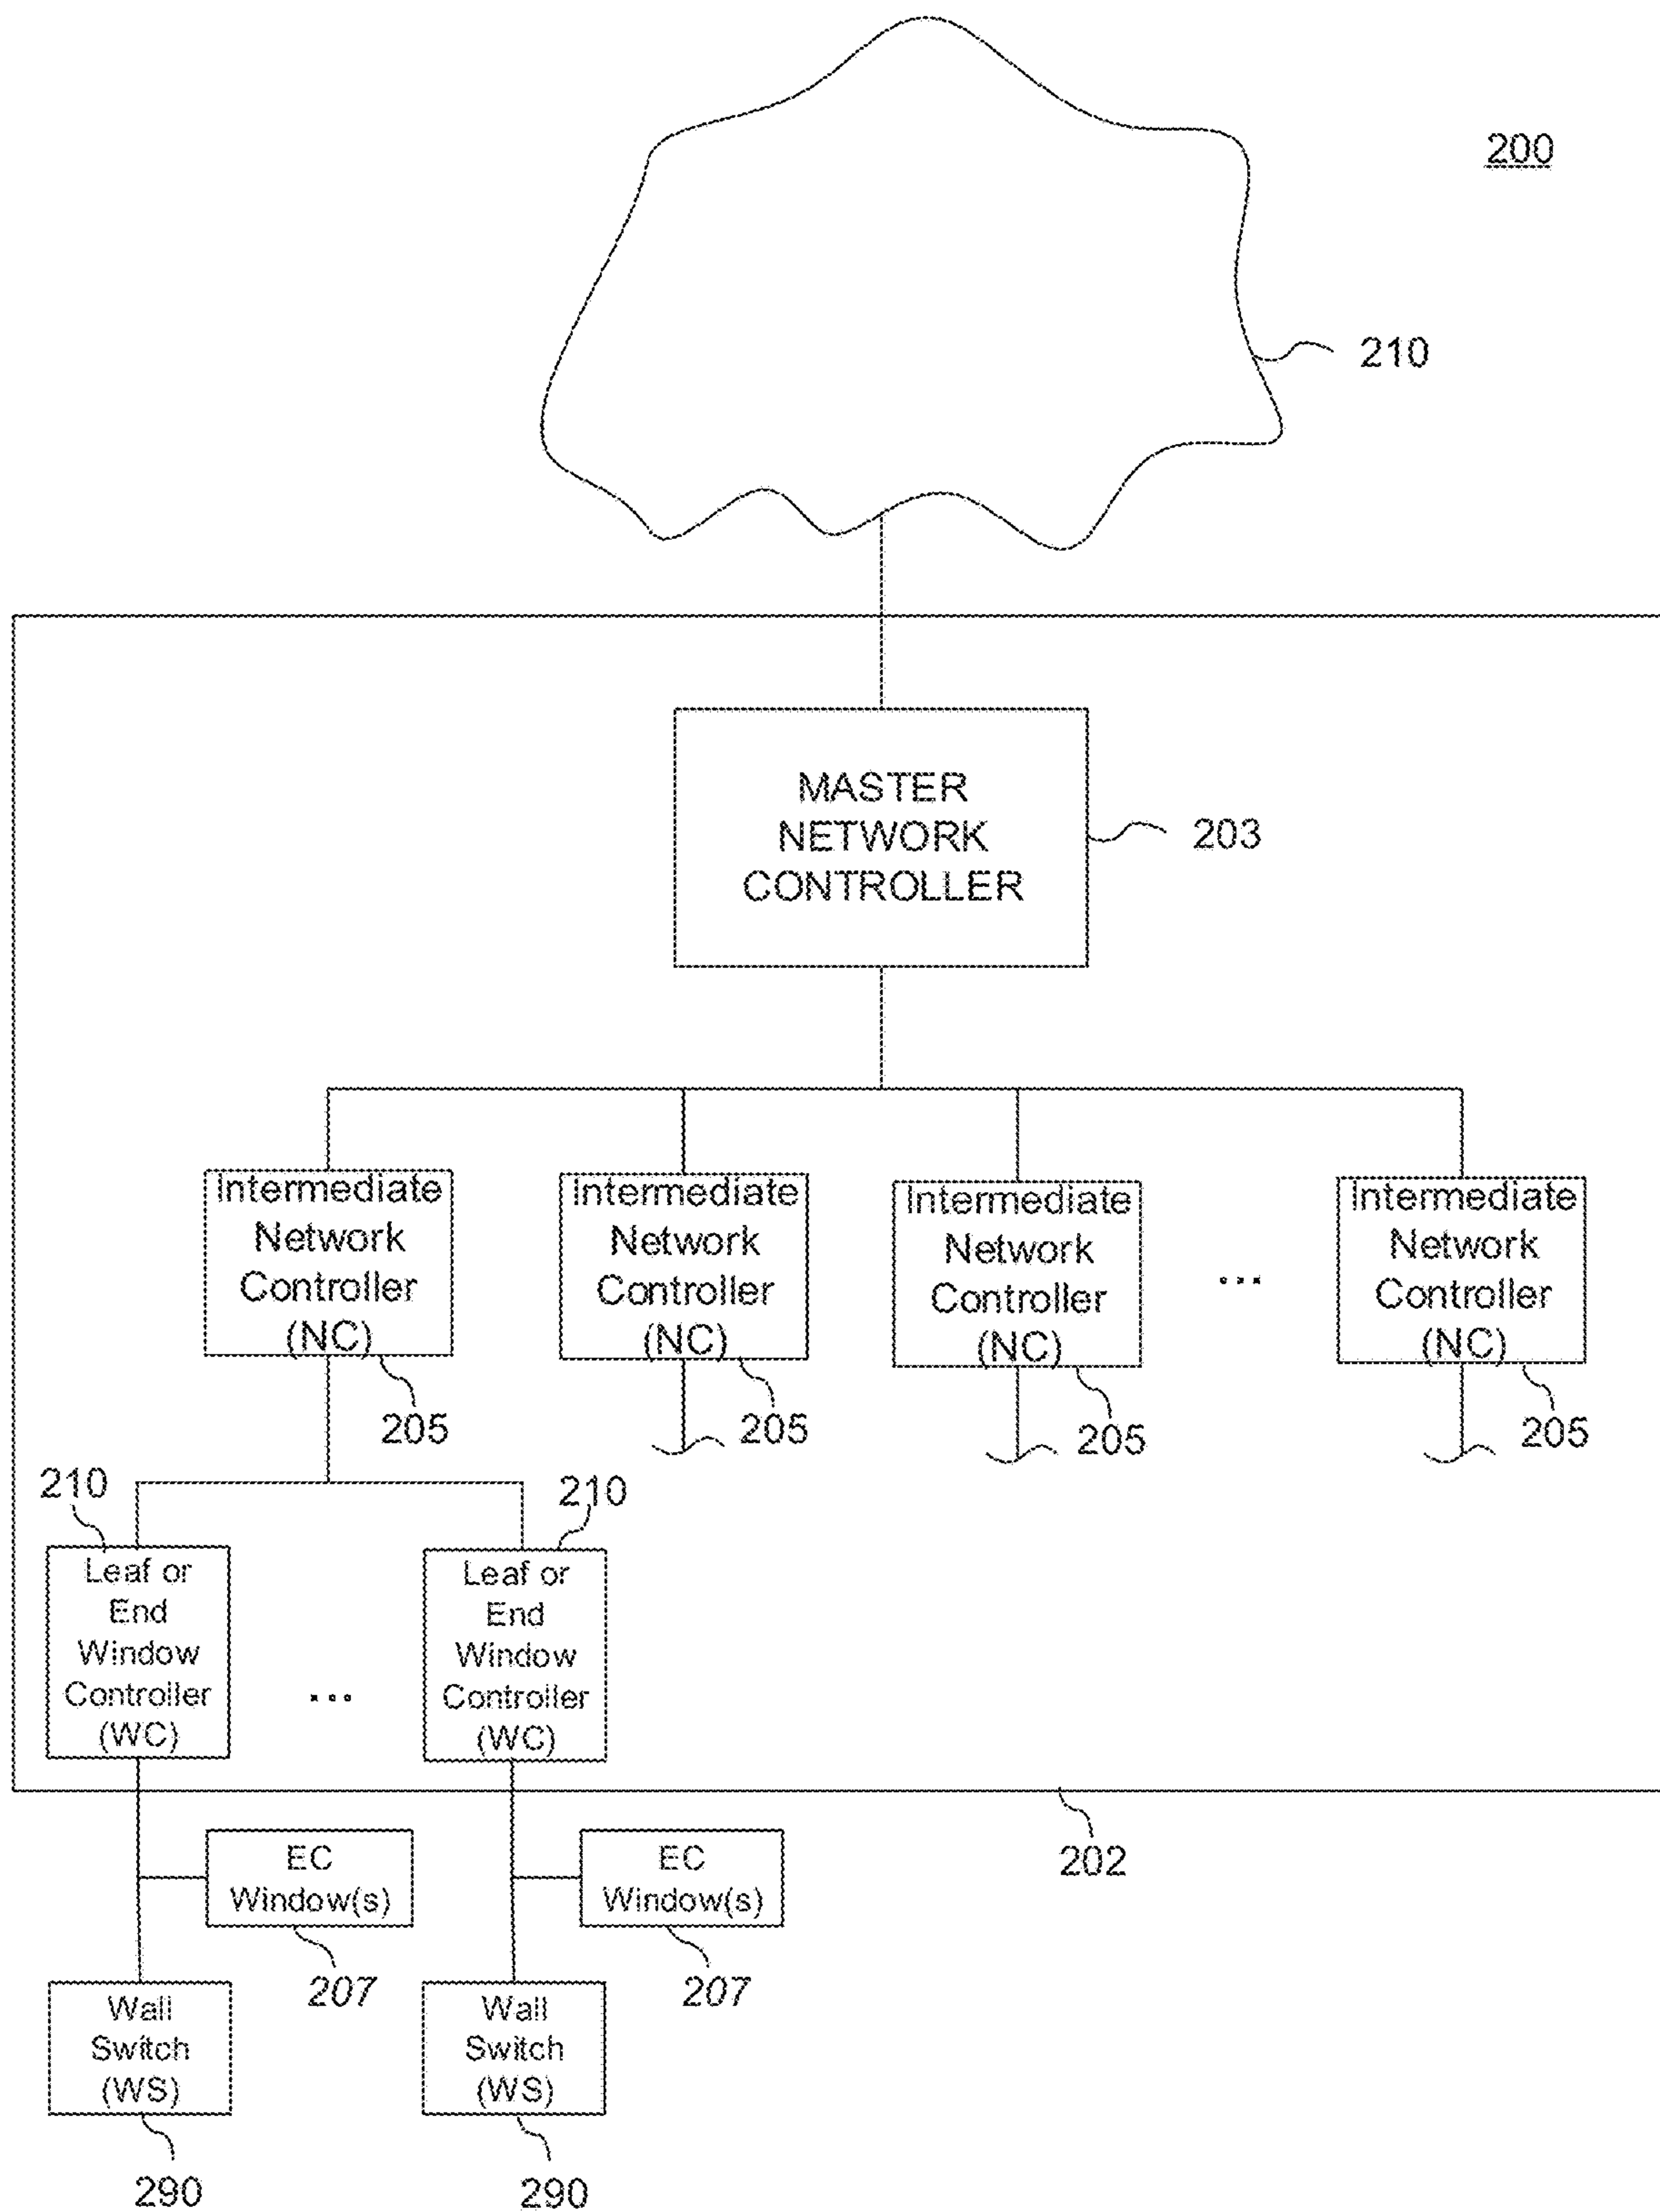 200
210
MASTER
NETWORK
CONTROLLER
203
Intermediate
Network
Controller
(NC)
205
Intermediate
Network
Controller
(NC)
205
Intermediate
Network
Controller
(NC)
205
...
Intermediate
Network
Controller
(NC)
205
210
Leaf or
End
Window
Controller
(WC)
...
210
Leaf or
End
Window
Controller
(WC)
202
EC
Window(s)
207
EC
Window(s)
207
Wall
Switch
(WS)
290
Wall
Switch
(WS)
290